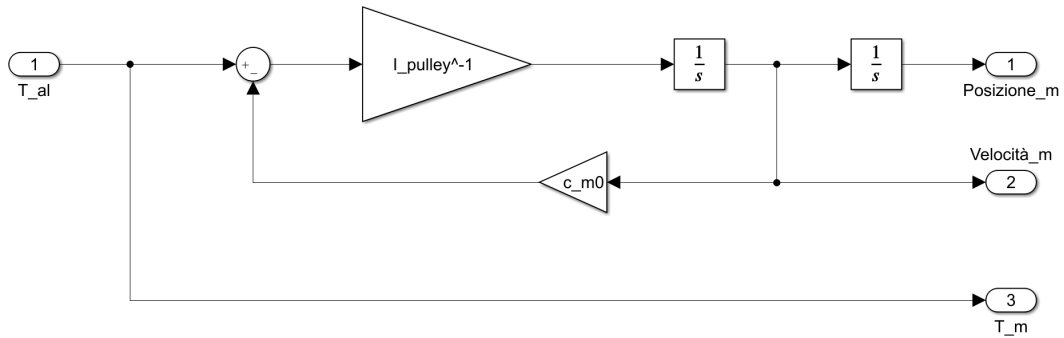 1
T_al
+
_
I_pulley^-1
1
s
1
s
1
Posizione_m
c_m0
Velocità_m
2
3
T_m